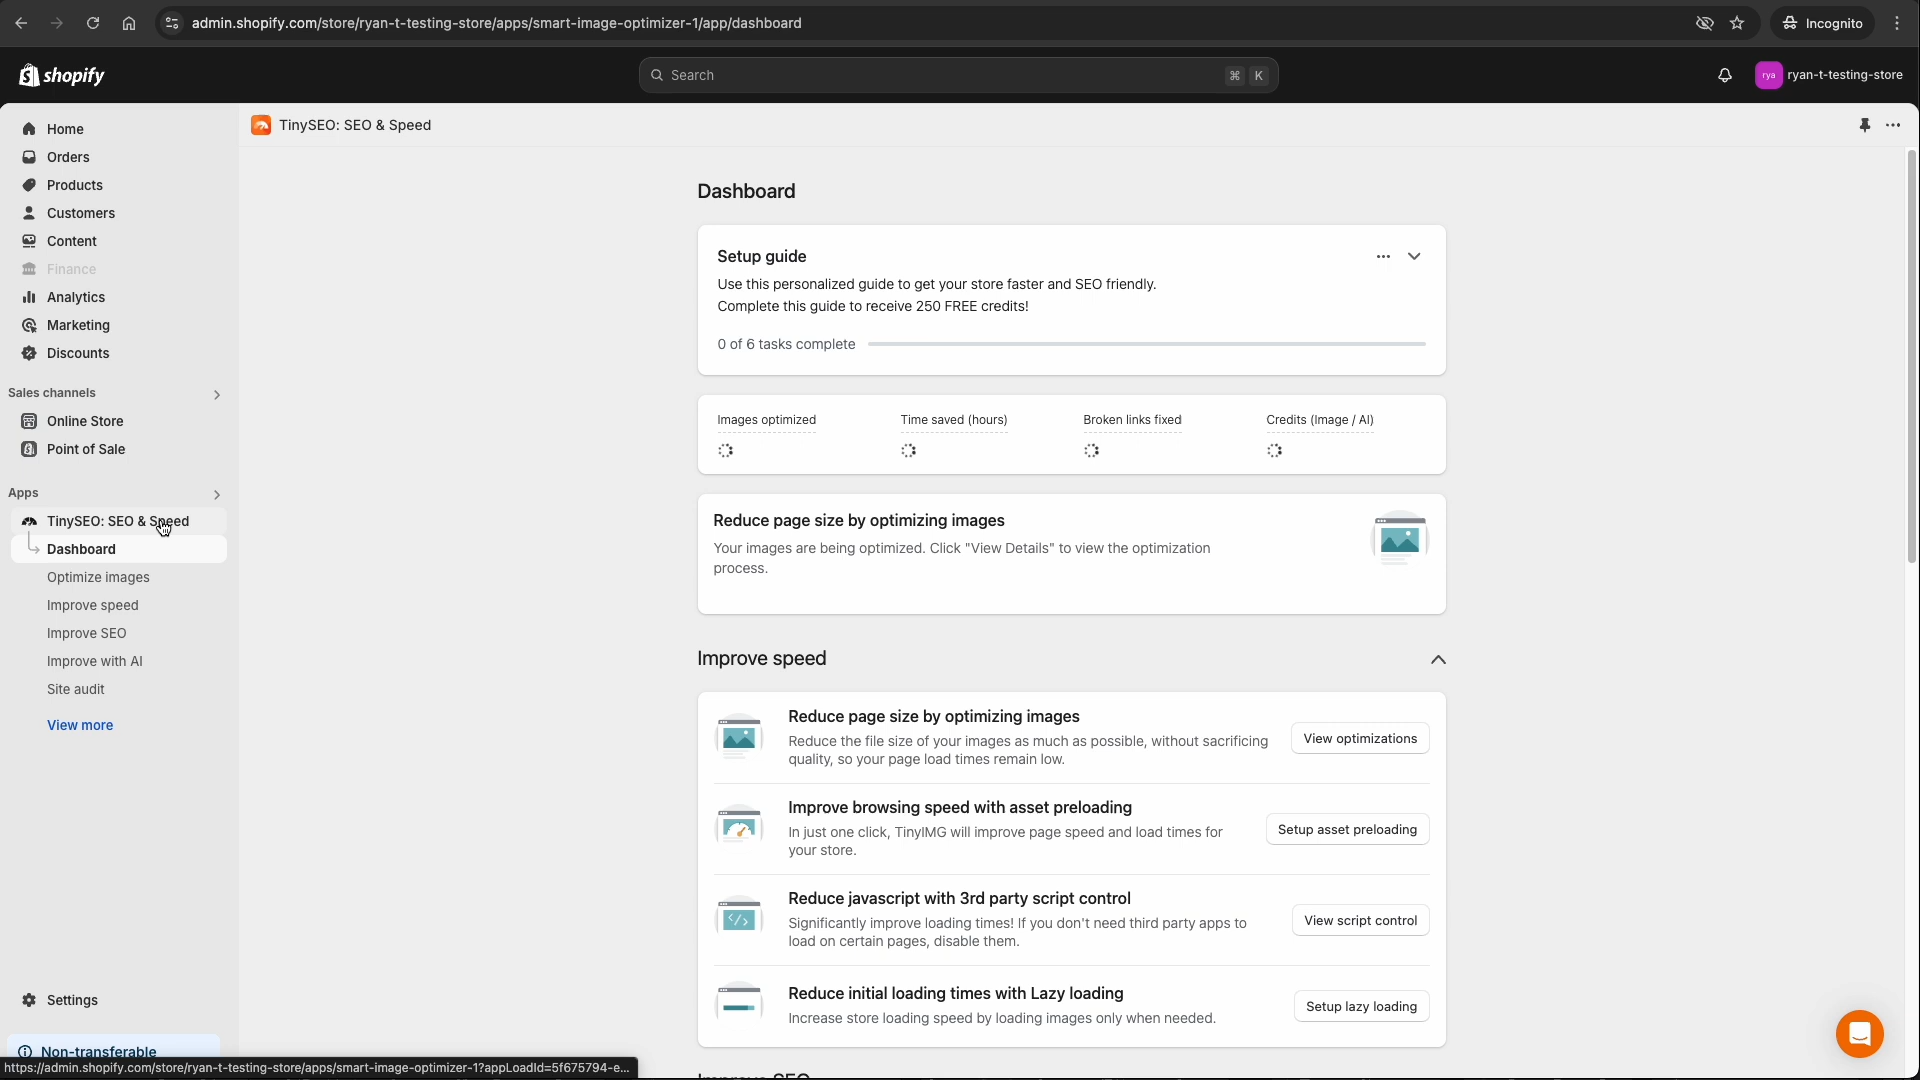 admin.shopify.com/store/ryan-t-testing-store/apps/smart-image-optimizer-1/app/dashboard
Incognito
shopify
Search
⌘ K
rya
ryan-t-testing-store
Home
Orders
Products
Customers
Content
Finance
Analytics
Marketing
Discounts
Sales channels
Online Store
Point of Sale
Apps
TinySEO: SEO & Speed
Dashboard
Optimize images
Improve speed
Improve SEO
Improve with AI
Site audit
View more
Settings
Non-transferable
https://admin.shopify.com/store/ryan-t-testing-store/apps/smart-image-optimizer-1?appLoadId=5f675794-e...
TinySEO: SEO & Speed
Dashboard
Setup guide
Use this personalized guide to get your store faster and SEO friendly.
Complete this guide to receive 250 FREE credits!
0 of 6 tasks complete
Images optimized
Time saved (hours)
Broken links fixed
Credits (Image / AI)
Reduce page size by optimizing images
Your images are being optimized. Click "View Details" to view the optimization
process.
Improve speed
Reduce page size by optimizing images
Reduce the file size of your images as much as possible, without sacrificing
quality, so your page load times remain low.
View optimizations
Improve browsing speed with asset preloading
In just one click, TinyIMG will improve page speed and load times for
your store.
Setup asset preloading
Reduce javascript with 3rd party script control
Significantly improve loading times! If you don't need third party apps to
load on certain pages, disable them.
View script control
Reduce initial loading times with Lazy loading
Increase store loading speed by loading images only when needed.
Setup lazy loading
Improve SEO